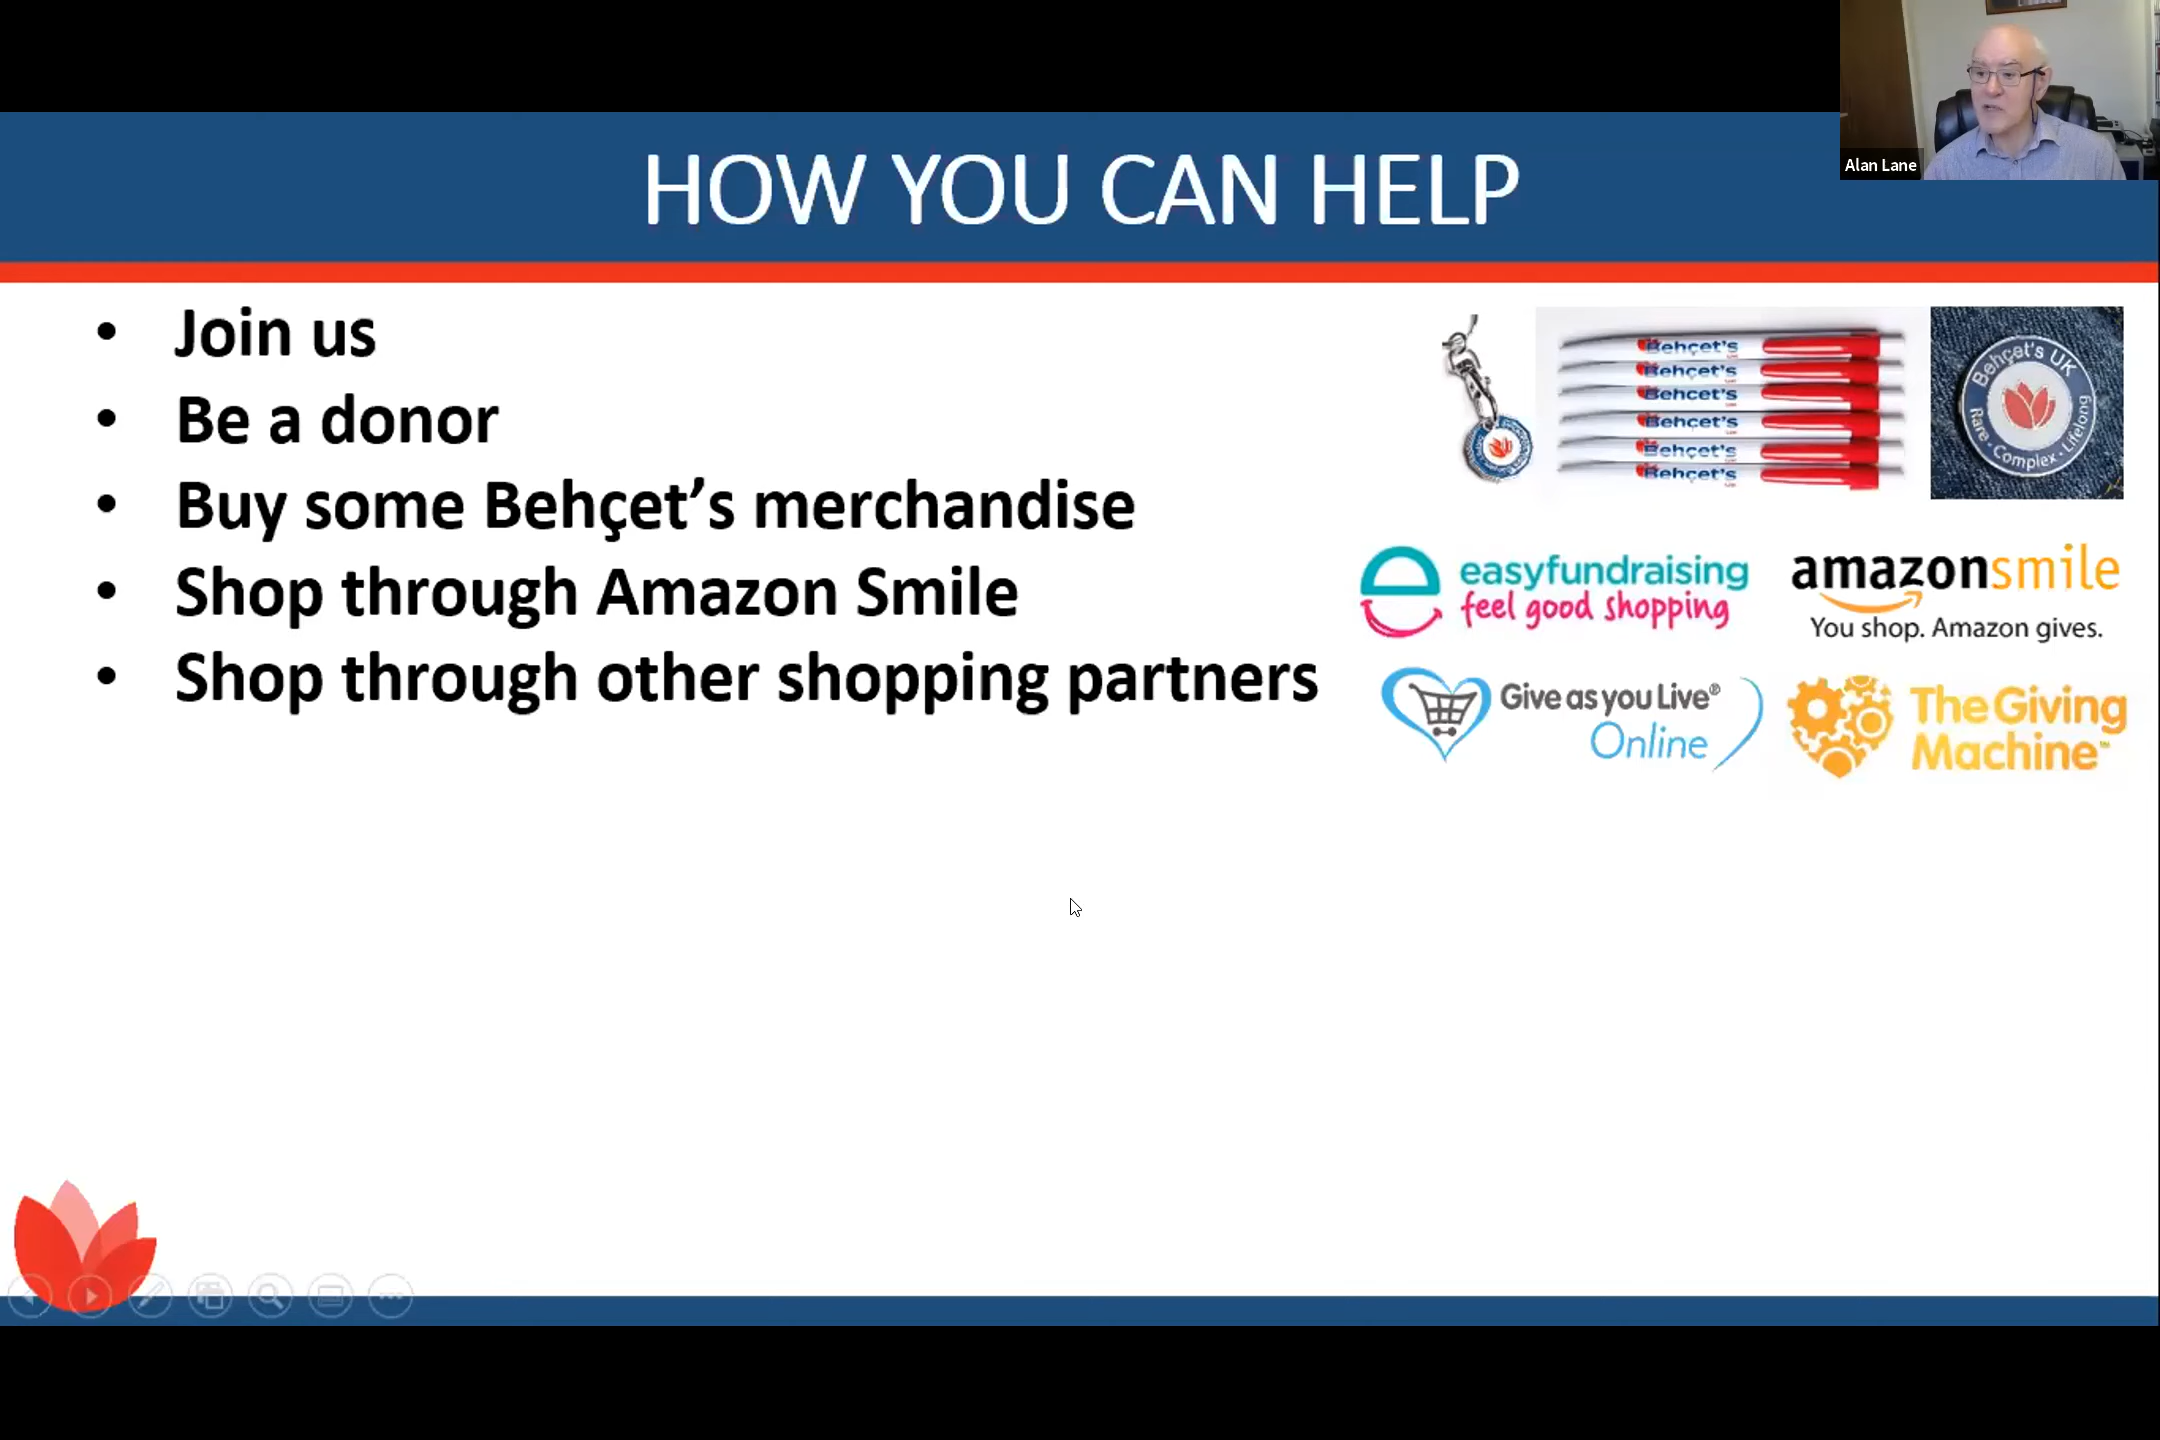 Alan Lane
HOW YOU CAN HELP
• Join us
• Be a donor
• Buy some Behçet’s merchandise
• Shop through Amazon Smile
• Shop through other shopping partners
Behçet's
Behçet's
Behçet's
Behçet's
Behçet's
Behçet's
Behçet's UK
Rare • Complex • Lifelong
easyfundraising
feel good shopping
amazonsmile
You shop. Amazon gives.
Give as you Live®
Online
The Giving
Machine™